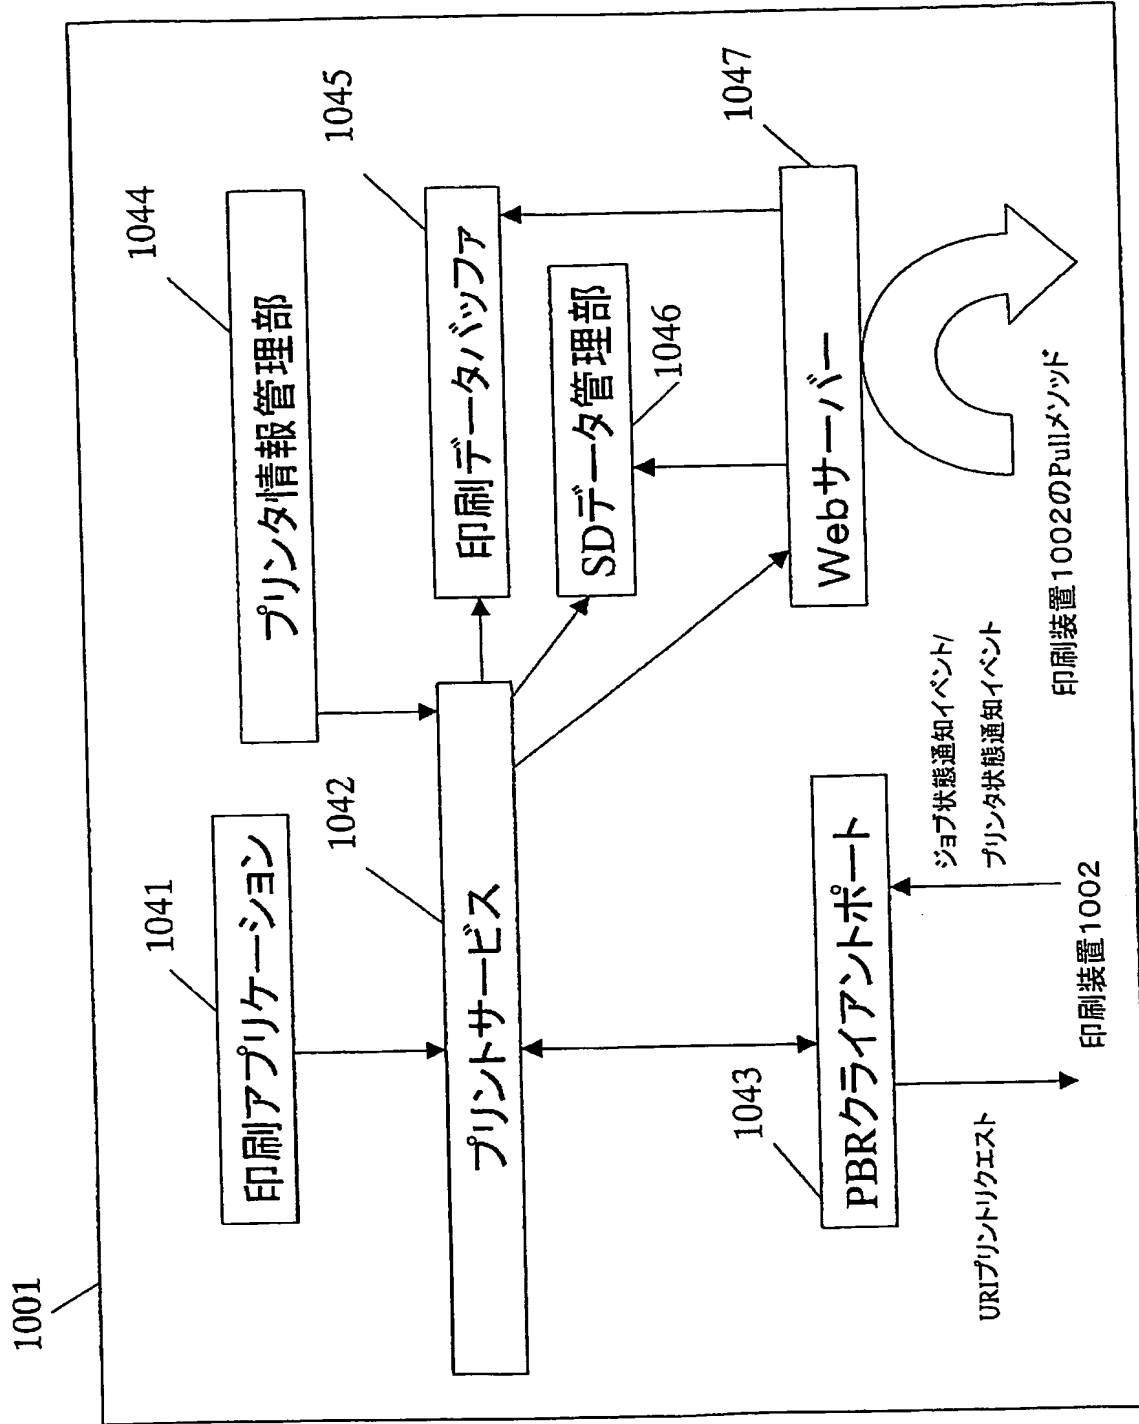 1001
1041
印刷アプリケーション
1044
プリンタ情報管理部
1042
プリントサービス
1045
印刷データバッファ
SDデータ管理部
1046
1043
PBRクライアントポート
1047
Webサーバー
URIプリントリクエスト
ジョブ状態通知イベント/
プリンタ状態通知イベント
印刷装置1002
印刷装置1002のPullメソッド